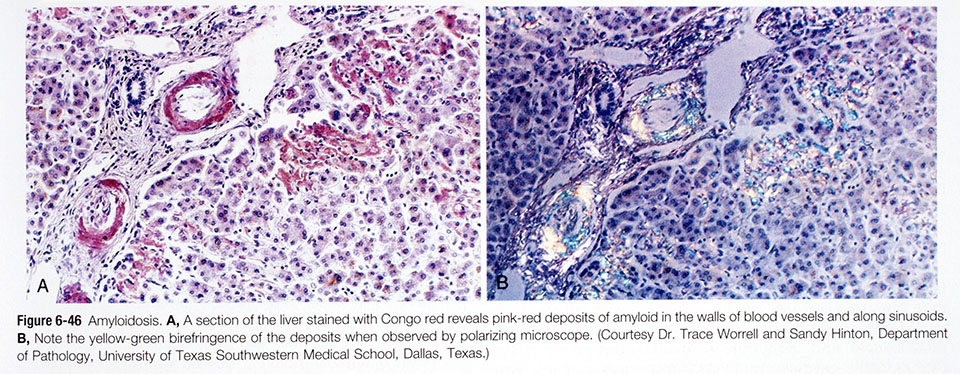 A
B
Figure 6-46 Amyloidosis. A, A section of the liver stained with Congo red reveals pink-red deposits of amyloid in the walls of blood vessels and along sinusoids.
B, Note the yellow-green birefringence of the deposits when observed by polarizing microscope. (Courtesy Dr. Trace Worrell and Sandy Hinton, Department
of Pathology, University of Texas Southwestern Medical School, Dallas, Texas.)